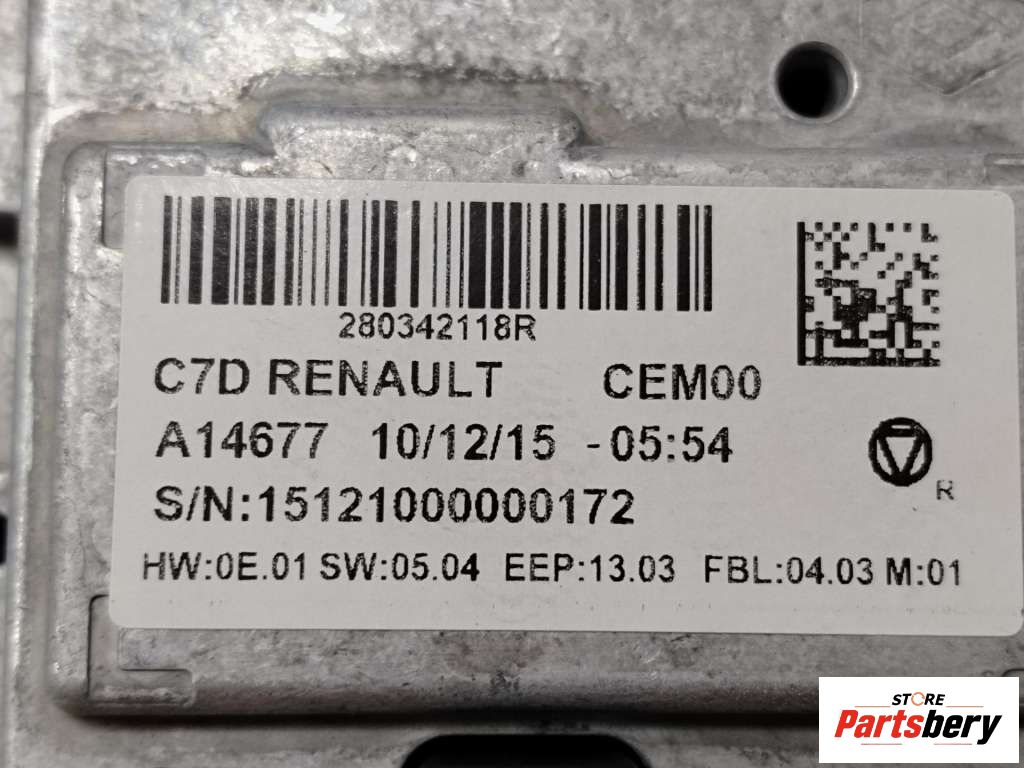 280342118R
C7D RENAULT CEM00
A14677 10/12/15 - 05:54
S/N:15121000000172
R
HW:0E.01 SW:05.04 EEP:13.03 FBL:04.03 M:01
STORE
Partsbery